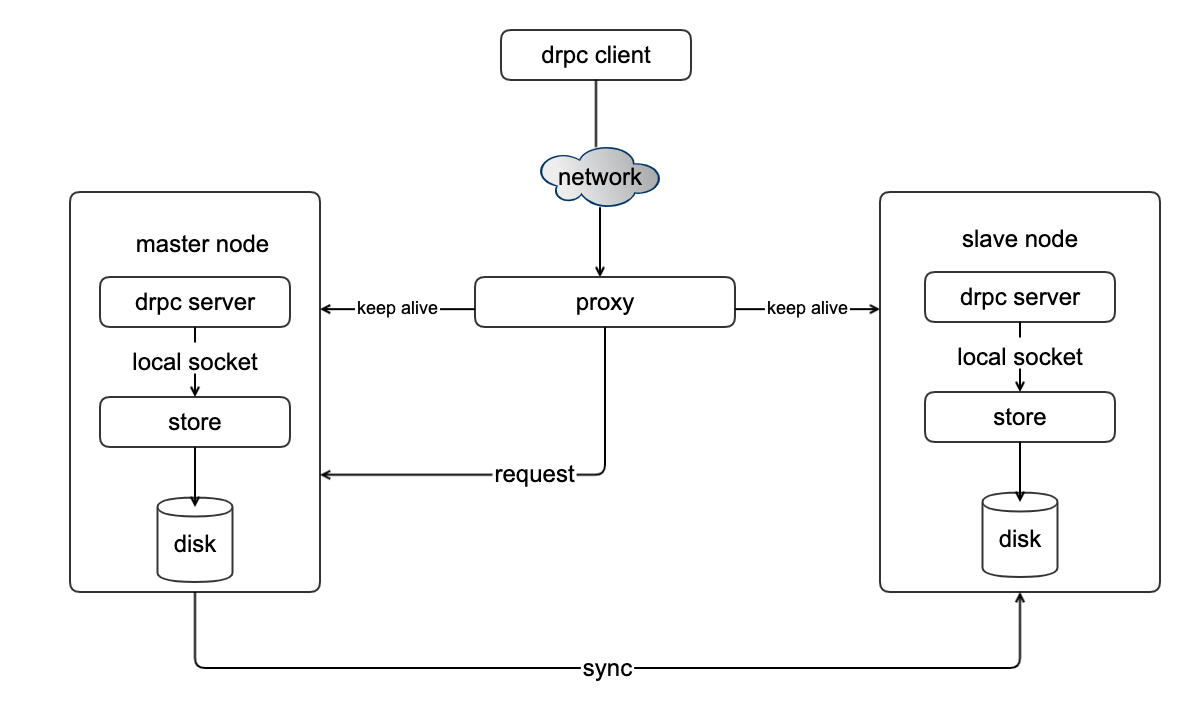 drpc client
network
master node
slave node
drpc server
keep alive
proxy
keep alive
drpc server
local socket
local socket
store
store
request
disk
disk
sync